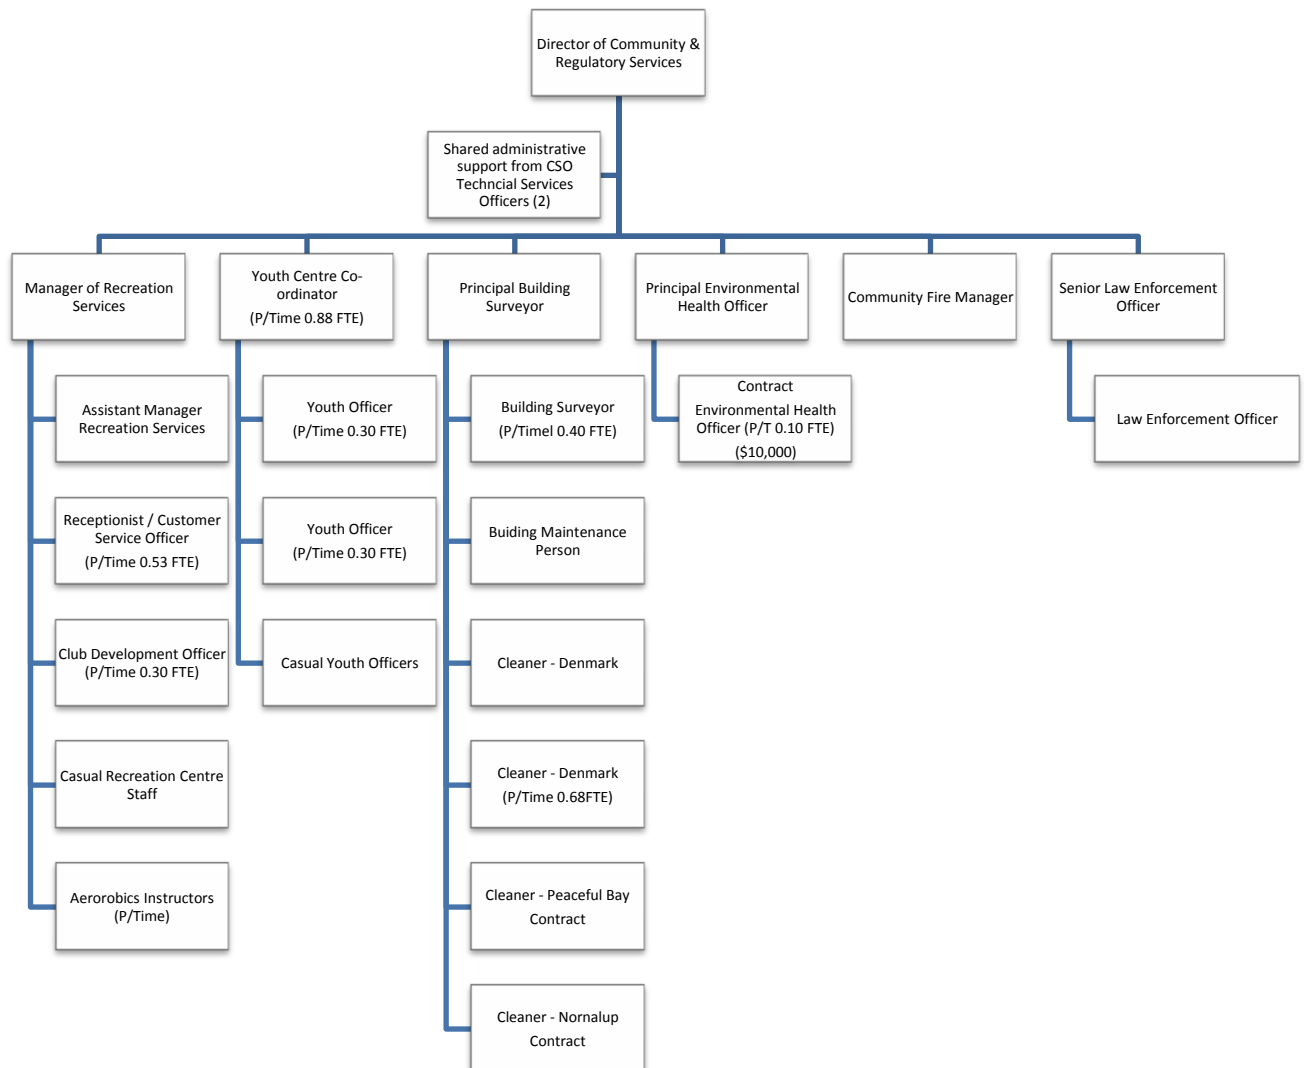 Director of Community &
Regulatory Services
Shared administrative
support from CSO
Techncial Services
Officers (2)
Manager of Recreation
Services
Youth Centre Co-
ordinator
(P/Time 0.88 FTE)
Principal Building
Surveyor
Principal Environmental
Health Officer
Community Fire Manager
Senior Law Enforcement
Officer
Assistant Manager
Recreation Services
Youth Officer
(P/Time 0.30 FTE)
Building Surveyor
(P/Timel 0.40 FTE)
Contract
Environmental Health
Officer (P/T 0.10 FTE)
($10,000)
Law Enforcement Officer
Receptionist / Customer
Service Officer
(P/Time 0.53 FTE)
Youth Officer
(P/Time 0.30 FTE)
Buiding Maintenance
Person
Club Development Officer
(P/Time 0.30 FTE)
Casual Youth Officers
Cleaner - Denmark
Casual Recreation Centre
Staff
Cleaner - Denmark
(P/Time 0.68FTE)
Aerorobics Instructors
(P/Time)
Cleaner - Peaceful Bay
Contract
Cleaner - Nornalup
Contract